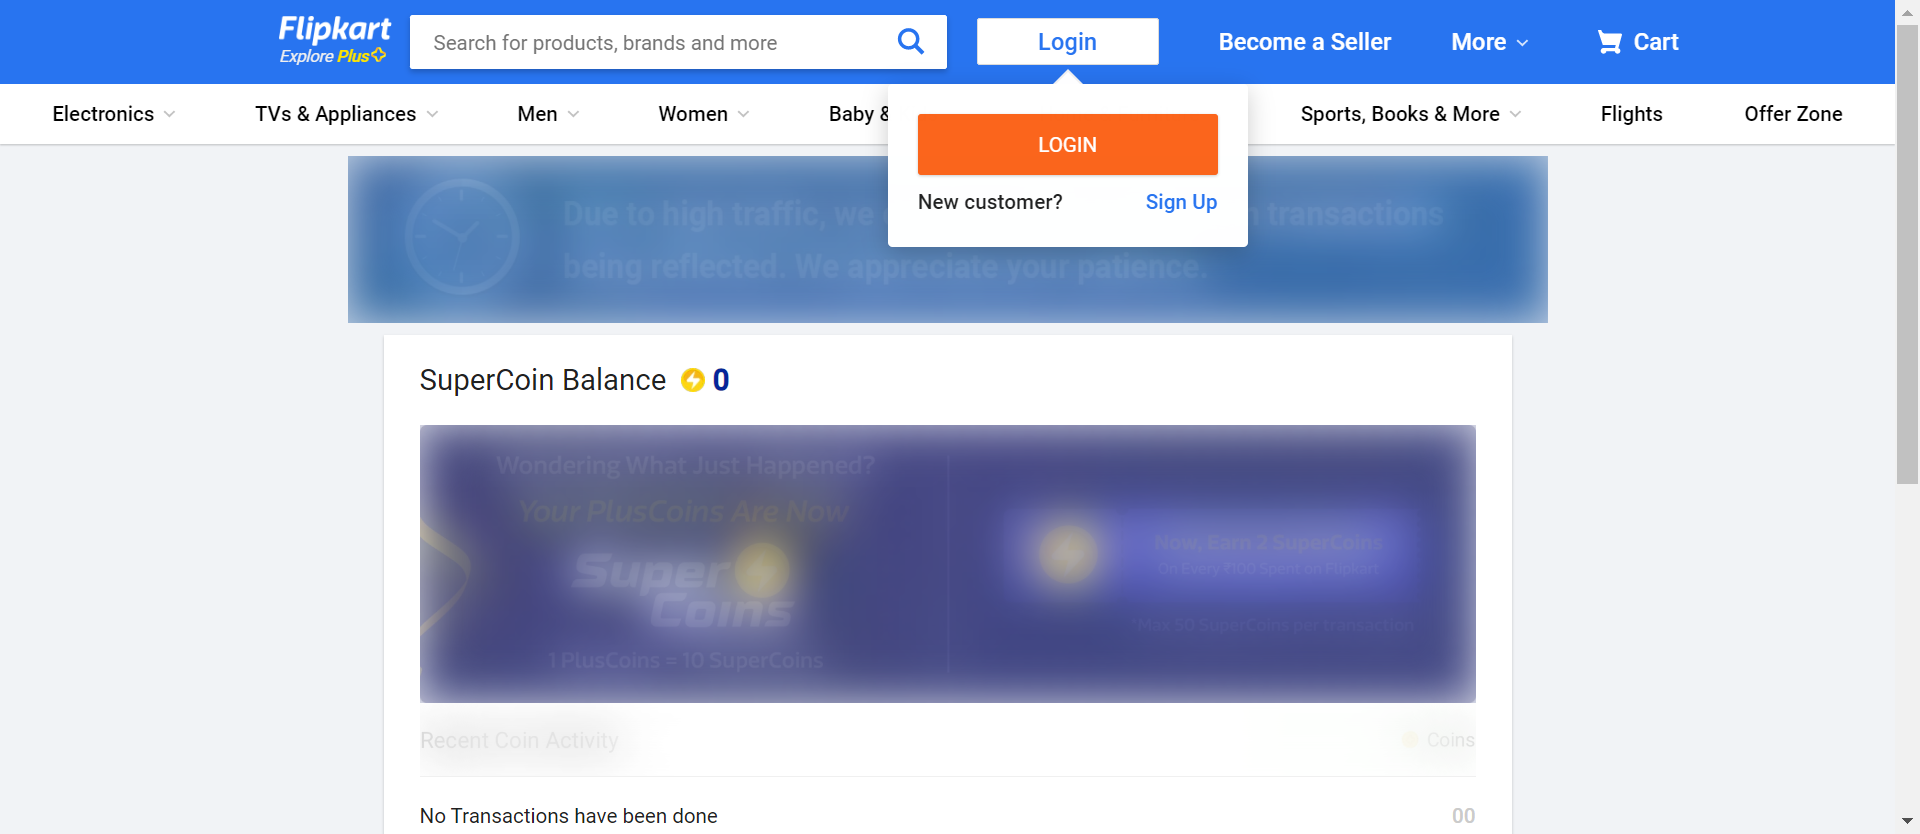 Flipkart
Explore Plus
Search for products, brands and more
Login
Become a Seller
More
Cart
Electronics
TVs & Appliances
Men
Women
Baby &
Sports, Books & More
Flights
Offer Zone
LOGIN
New customer?
Sign Up
Due to high traffic, we
transactions
being reflected. We appreciate your patience.
SuperCoin Balance
0
Wondering What Just Happened?
Your PlusCoins Are Now
Super
Coins
1 PlusCoins = 10 SuperCoins
Now, Earn 2 SuperCoins
On Every ₹100 Spent on Flipkart
*Max 50 SuperCoins per transaction
Recent Coin Activity
Coins
No Transactions have been done
00